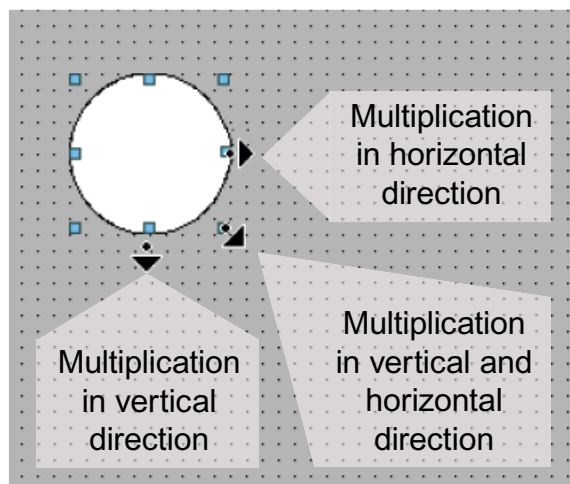 Multiplication
in horizontal
direction
Multiplication
in vertical
direction
Multiplication
in vertical and
horizontal
direction